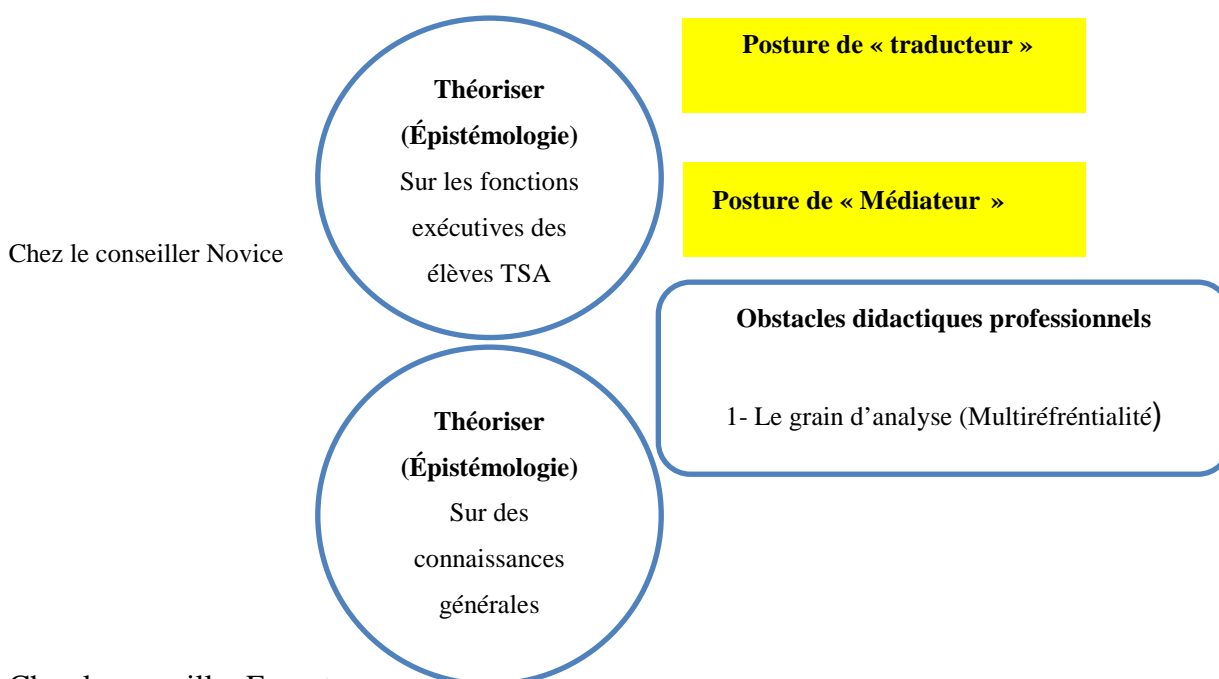 Posture de « traducteur »
Théoriser
(Épistémologie)
Sur les fonctions
exécutives des
élèves TSA
Posture de « Médiateur »
Chez le conseiller Novice
Obstacles didactiques professionnels
1- Le grain d’analyse (Multiréfréntialité)
Théoriser
(Épistémologie)
Sur des
connaissances
générales